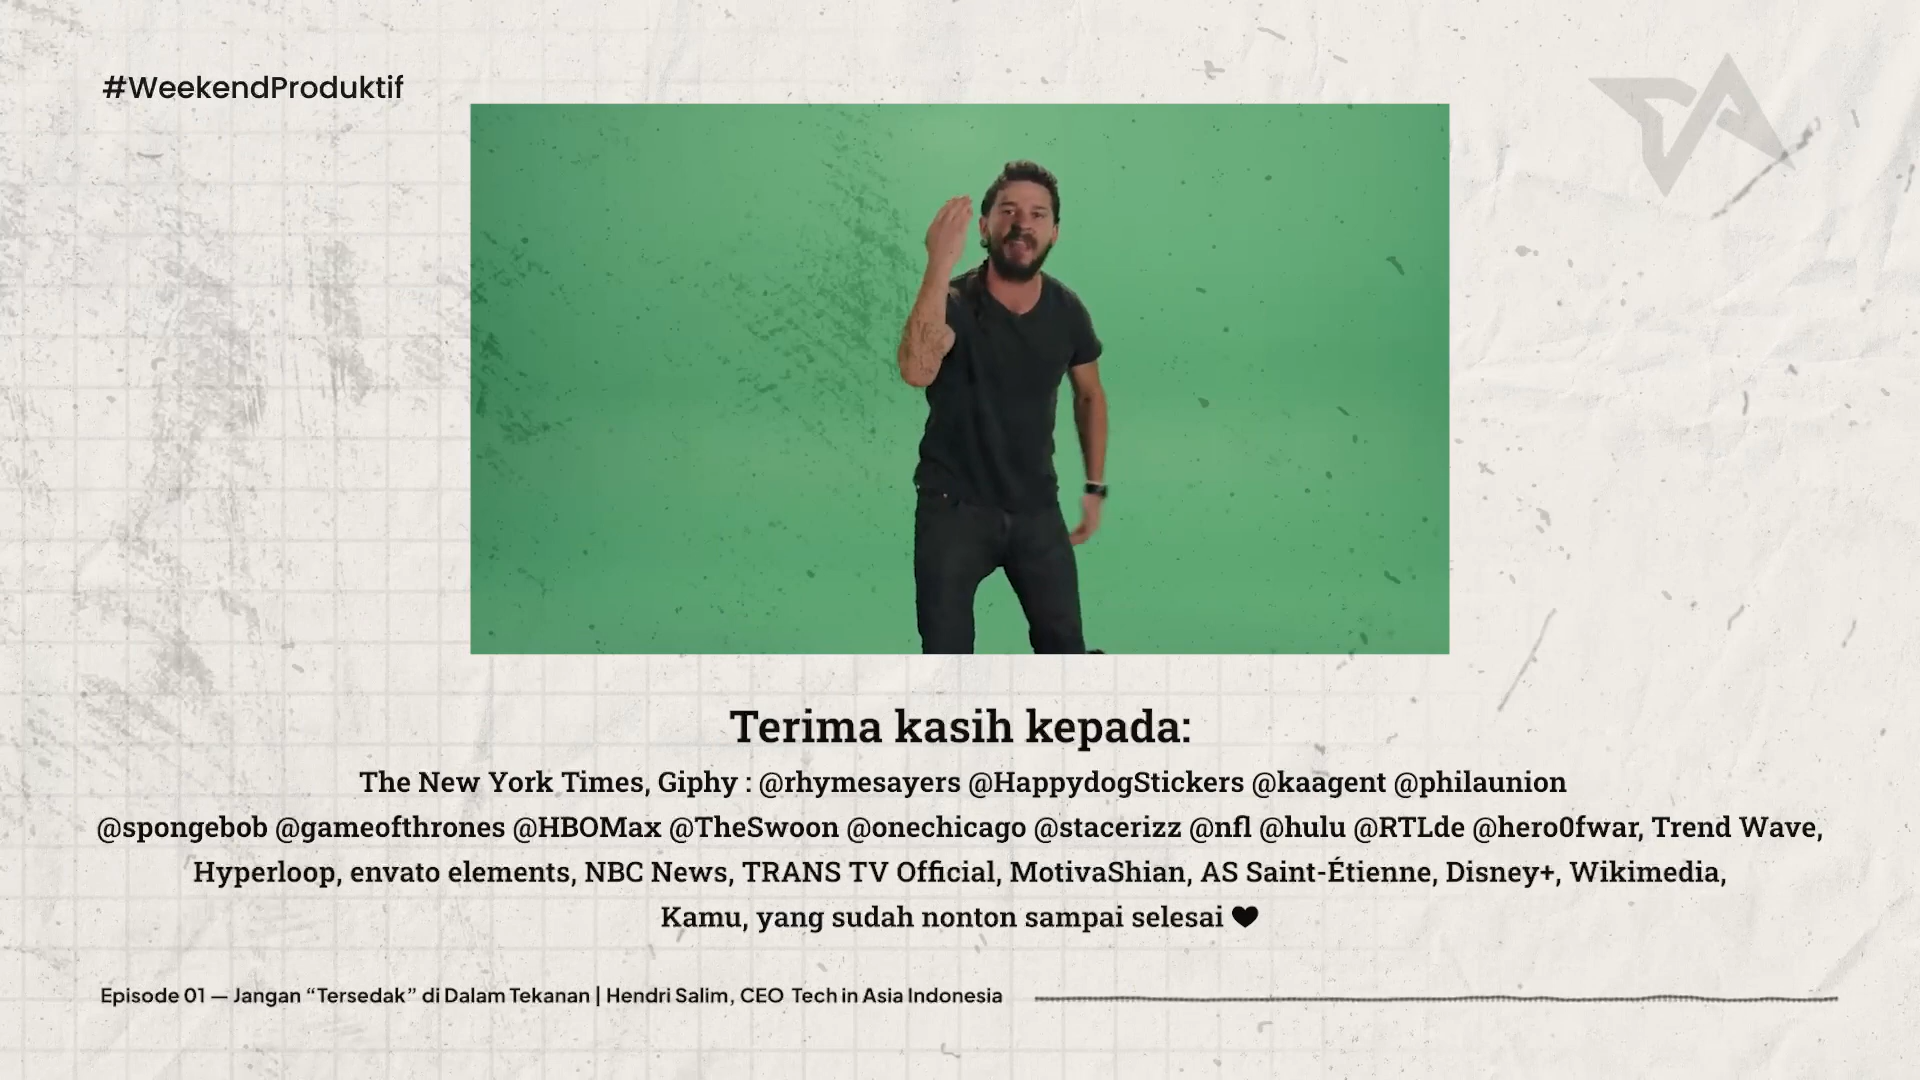 #WeekendProduktif
Terima kasih kepada:
The New York Times, Giphy : @rhymesayers @HappydogStickers @kaagent @philaunion
@spongebob @gameofthrones @HBOMax @TheSwoon @onechicago @stacerizz @nfl @hulu @RTLde @hero0fwar, Trend Wave,
Hyperloop, envato elements, NBC News, TRANS TV Official, MotivaShian, AS Saint-Étienne, Disney+, Wikimedia,
Kamu, yang sudah nonton sampai selesai ♥
Episode 01 — Jangan “Tersedak” di Dalam Tekanan | Hendri Salim, CEO Tech in Asia Indonesia